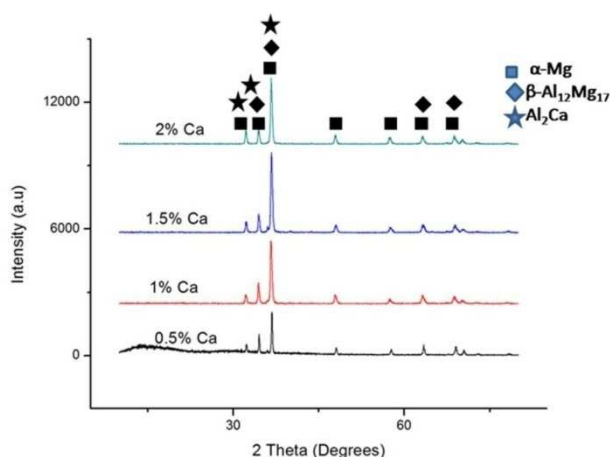 α-Mg
β-Al12Mg17
Al2Ca
12000
2% Ca
6000
1.5% Ca
1% Ca
0
0.5% Ca
Intensity (a.u)
30
60
2 Theta (Degrees)